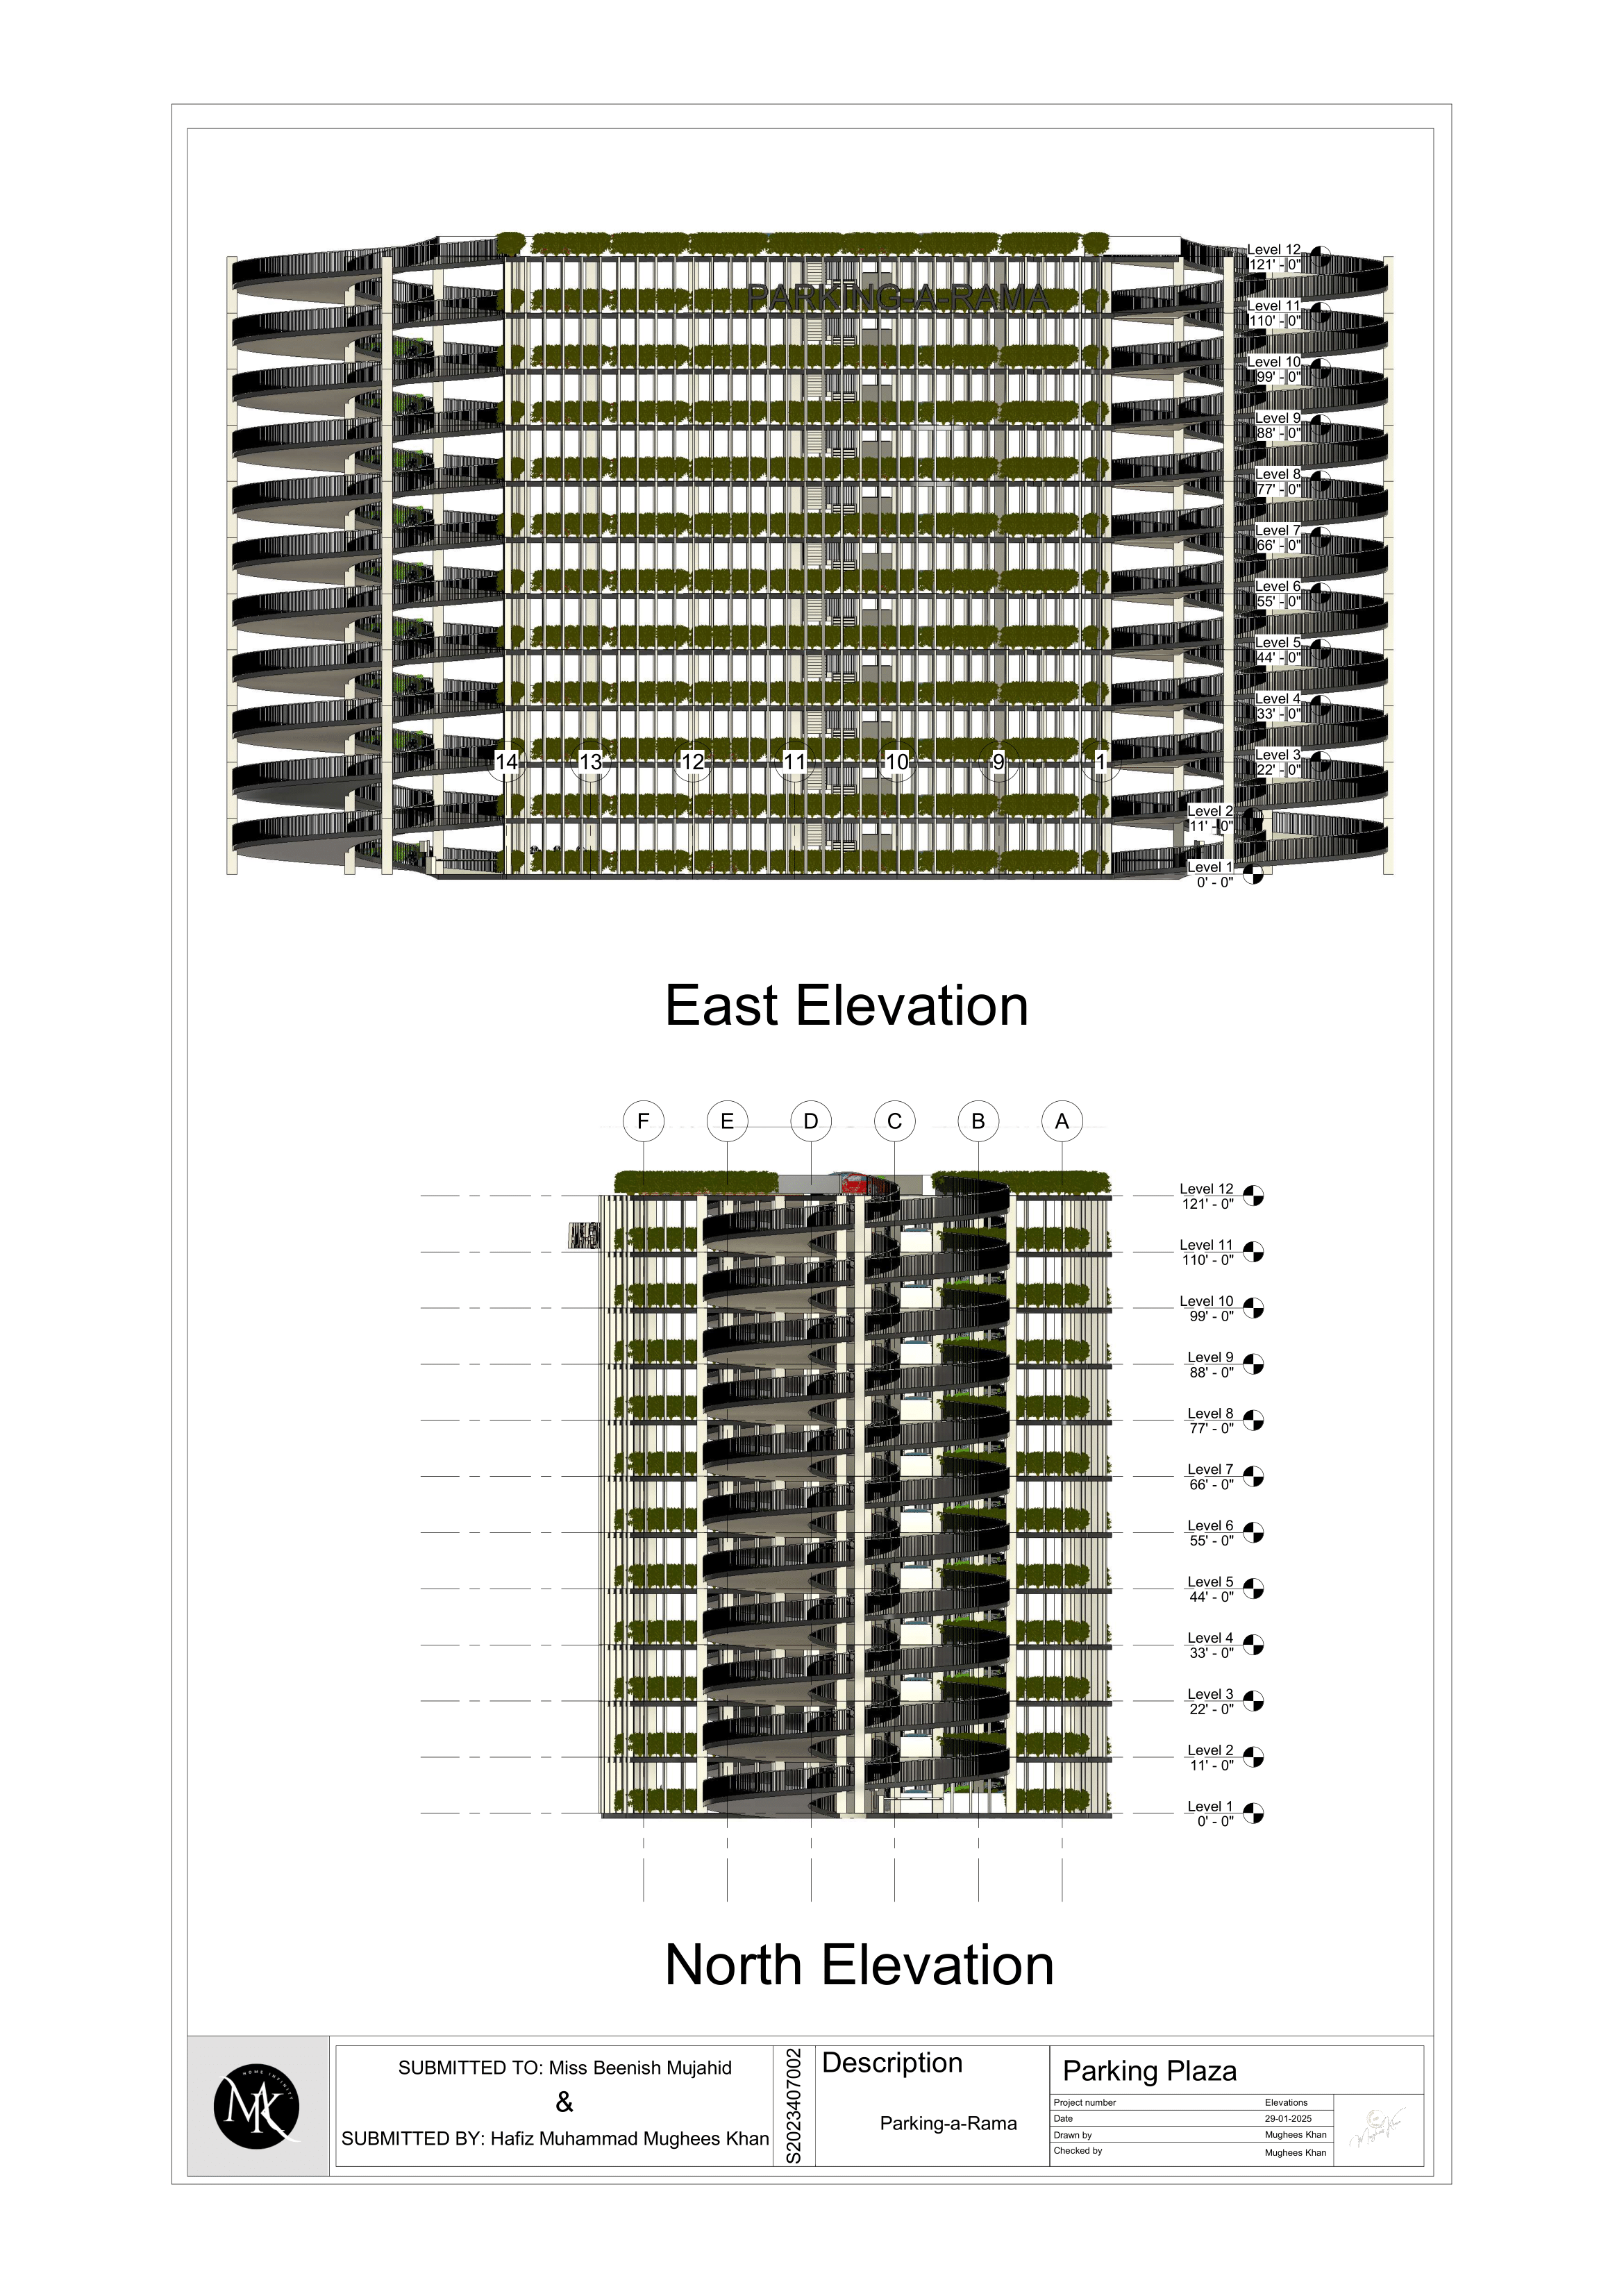 PARKING-A-RAMA
Level 12
121' - 0"
Level 11
110' - 0"
Level 10
99' - 0"
Level 9
88' - 0"
Level 8
77' - 0"
Level 7
66' - 0"
Level 6
55' - 0"
Level 5
44' - 0"
Level 4
33' - 0"
14 13 12 11 10 9 1
Level 3
22' - 0"
Level 2
11' - 0"
Level 1
0' - 0"
East Elevation
F E D C B A
Level 12
121' - 0"
Level 11
110' - 0"
Level 10
99' - 0"
Level 9
88' - 0"
Level 8
77' - 0"
Level 7
66' - 0"
Level 6
55' - 0"
Level 5
44' - 0"
Level 4
33' - 0"
Level 3
22' - 0"
Level 2
11' - 0"
Level 1
0' - 0"
North Elevation
HOME INFINITY
MK
SUBMITTED TO: Miss Beenish Mujahid
&
SUBMITTED BY: Hafiz Muhammad Mughees Khan
S2023407002
Description
Parking-a-Rama
Parking Plaza
Project number Elevations
Date 29-01-2025
Drawn by Mughees Khan
Checked by Mughees Khan